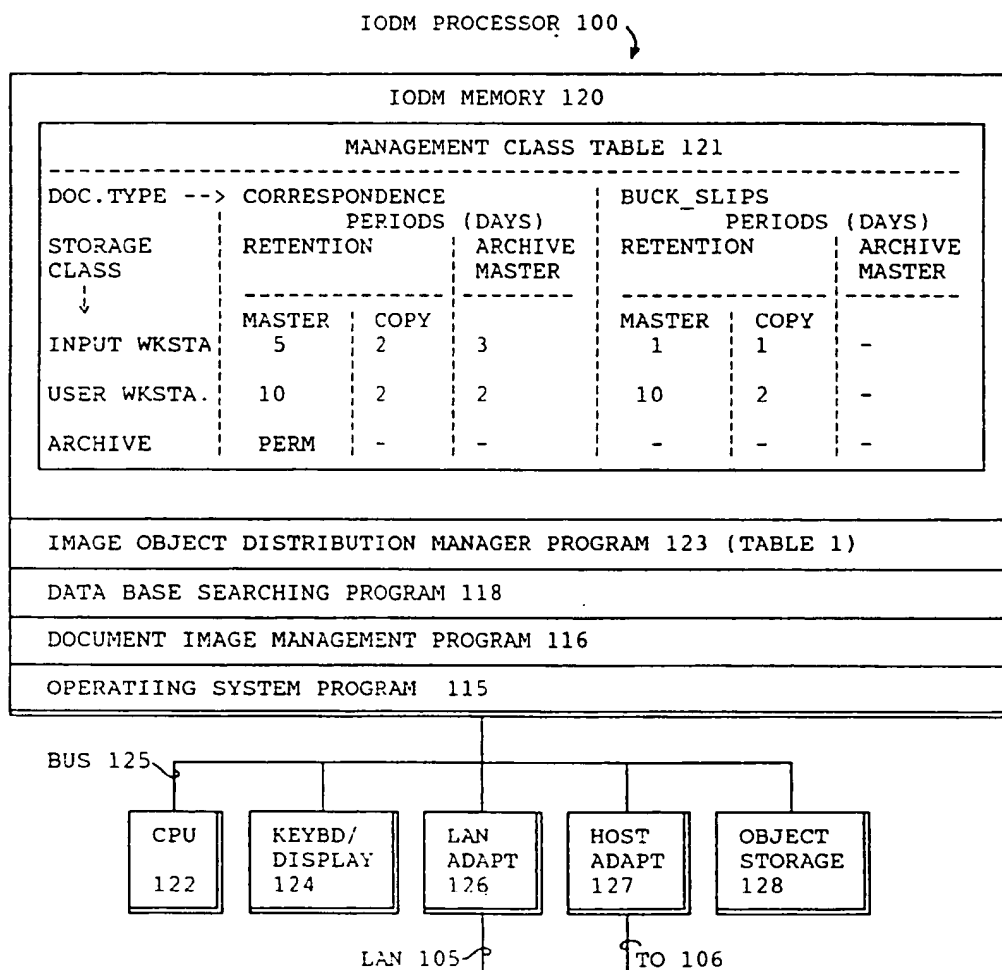 IODM PROCESSOR 100
IODM MEMORY 120
MANAGEMENT CLASS TABLE 121
DOC.TYPE --> CORRESPONDENCE BUCK_SLIPS
PERIODS (DAYS) PERIODS (DAYS)
STORAGE RETENTION ARCHIVE RETENTION ARCHIVE
CLASS MASTER MASTER
MASTER COPY MASTER COPY
INPUT WKSTA 5 2 3 1 1 -
USER WKSTA. 10 2 2 10 2 -
ARCHIVE PERM - - - - -
IMAGE OBJECT DISTRIBUTION MANAGER PROGRAM 123 (TABLE 1)
DATA BASE SEARCHING PROGRAM 118
DOCUMENT IMAGE MANAGEMENT PROGRAM 116
OPERATIING SYSTEM PROGRAM 115
BUS 125
CPU KEYBD/ LAN HOST OBJECT
DISPLAY ADAPT ADAPT STORAGE
122 124 126 127 128
LAN 105 TO 106